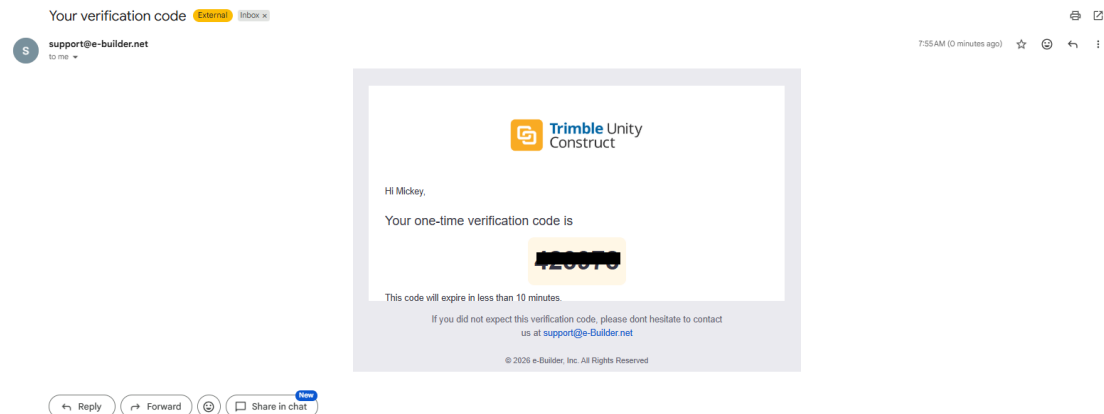 Your verification code External Inbox ×
S
support@e-builder.net 7:55 AM (0 minutes ago)
to me
Trimble Unity
Construct
Hi Mickey,
Your one-time verification code is
This code will expire in less than 10 minutes.
If you did not expect this verification code, please dont hesitate to contact
us at support@e-Builder.net
© 2026 e-Builder, Inc. All Rights Reserved
New
Reply Forward Share in chat